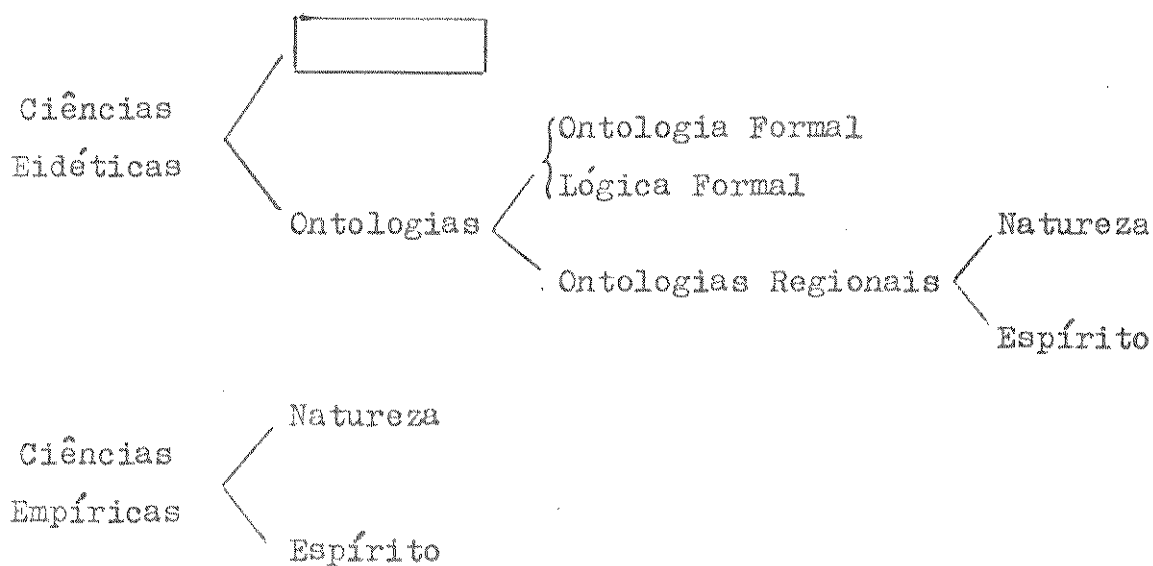 Ciências
Eidéticas
Ontologias
Ontologia Formal
Lógica Formal
Ontologias Regionais
Natureza
Espírito
Ciências
Empíricas
Natureza
Espírito